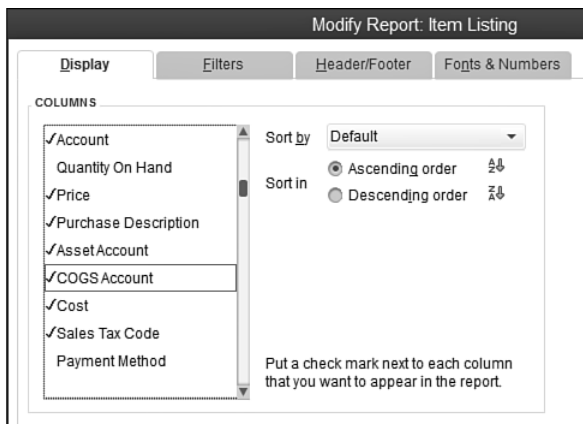 Modify Report: Item Listing
Display Filters Header/Footer Fonts & Numbers
COLUMNS
✓Account
Quantity On Hand
✓Price
✓Purchase Description
✓Asset Account
✓COGS Account
✓Cost
✓Sales Tax Code
Payment Method
Sort by Default
Sort in
Ascending order
Descending order
Put a check mark next to each column
that you want to appear in the report.